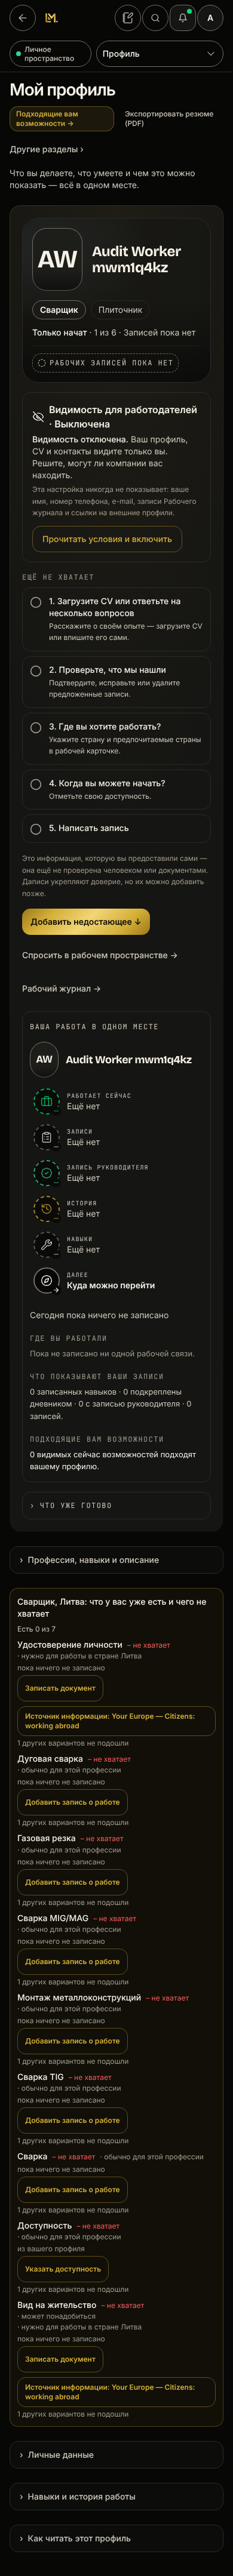 A
Личное
пространство
Профиль
Мой профиль
Подходящие вам
возможности →
Экспортировать резюме
(PDF)
Другие разделы ›
Что вы делаете, что умеете и чем это можно
показать — всё в одном месте.
AW
Audit Worker
mwm1q4kz
Сварщик
Плиточник
Только начат · 1 из 6 · Записей пока нет
РАБОЧИХ ЗАПИСЕЙ ПОКА НЕТ
Видимость для работодателей
· Выключена
Видимость отключена. Ваш профиль,
CV и контакты видите только вы.
Решите, могут ли компании вас
находить.
Эта настройка никогда не показывает: ваше
имя, номер телефона, e-mail, записи Рабочего
журнала и ссылки на внешние профили.
Прочитать условия и включить
ЕЩЁ НЕ ХВАТАЕТ
1. Загрузите CV или ответьте на
несколько вопросов
Расскажите о своём опыте — загрузите CV
или впишите его сами.
2. Проверьте, что мы нашли
Подтвердите, исправьте или удалите
предложенные записи.
3. Где вы хотите работать?
Укажите страну и предпочитаемые страны
в рабочей карточке.
4. Когда вы можете начать?
Отметьте свою доступность.
5. Написать запись
Это информация, которую вы предоставили сами —
она ещё не проверена человеком или документами.
Записи укрепляют доверие, но их можно добавить
позже.
Добавить недостающее ↓
Спросить в рабочем пространстве →
Рабочий журнал →
ВАША РАБОТА В ОДНОМ МЕСТЕ
AW
Audit Worker mwm1q4kz
РАБОТАЕТ СЕЙЧАС
Ещё нет
ЗАПИСИ
Ещё нет
ЗАПИСЬ РУКОВОДИТЕЛЯ
Ещё нет
ИСТОРИЯ
Ещё нет
НАВЫКИ
Ещё нет
ДАЛЕЕ
Куда можно перейти
Сегодня пока ничего не записано
ГДЕ ВЫ РАБОТАЛИ
Пока не записано ни одной рабочей связи.
ЧТО ПОКАЗЫВАЮТ ВАШИ ЗАПИСИ
0 записанных навыков · 0 подкреплены
дневником · 0 с записью руководителя · 0
записей.
ПОДХОДЯЩИЕ ВАМ ВОЗМОЖНОСТИ
0 видимых сейчас возможностей подходят
вашему профилю.
› ЧТО УЖЕ ГОТОВО
› Профессия, навыки и описание
Сварщик, Литва: что у вас уже есть и чего не
хватает
Есть 0 из 7
Удостоверение личности – не хватает
· нужно для работы в стране Литва
пока ничего не записано
Записать документ
Источник информации: Your Europe — Citizens:
working abroad
1 других вариантов не подошли
Дуговая сварка – не хватает
· обычно для этой профессии
пока ничего не записано
Добавить запись о работе
1 других вариантов не подошли
Газовая резка – не хватает
· обычно для этой профессии
пока ничего не записано
Добавить запись о работе
1 других вариантов не подошли
Сварка MIG/MAG – не хватает
· обычно для этой профессии
пока ничего не записано
Добавить запись о работе
1 других вариантов не подошли
Монтаж металлоконструкций – не хватает
· обычно для этой профессии
пока ничего не записано
Добавить запись о работе
1 других вариантов не подошли
Сварка TIG – не хватает
· обычно для этой профессии
пока ничего не записано
Добавить запись о работе
1 других вариантов не подошли
Сварка – не хватает · обычно для этой профессии
пока ничего не записано
Добавить запись о работе
1 других вариантов не подошли
Доступность – не хватает
· обычно для этой профессии
из вашего профиля
Указать доступность
1 других вариантов не подошли
Вид на жительство – не хватает
· может понадобиться
· нужно для работы в стране Литва
пока ничего не записано
Записать документ
Источник информации: Your Europe — Citizens:
working abroad
1 других вариантов не подошли
› Личные данные
› Навыки и история работы
› Как читать этот профиль